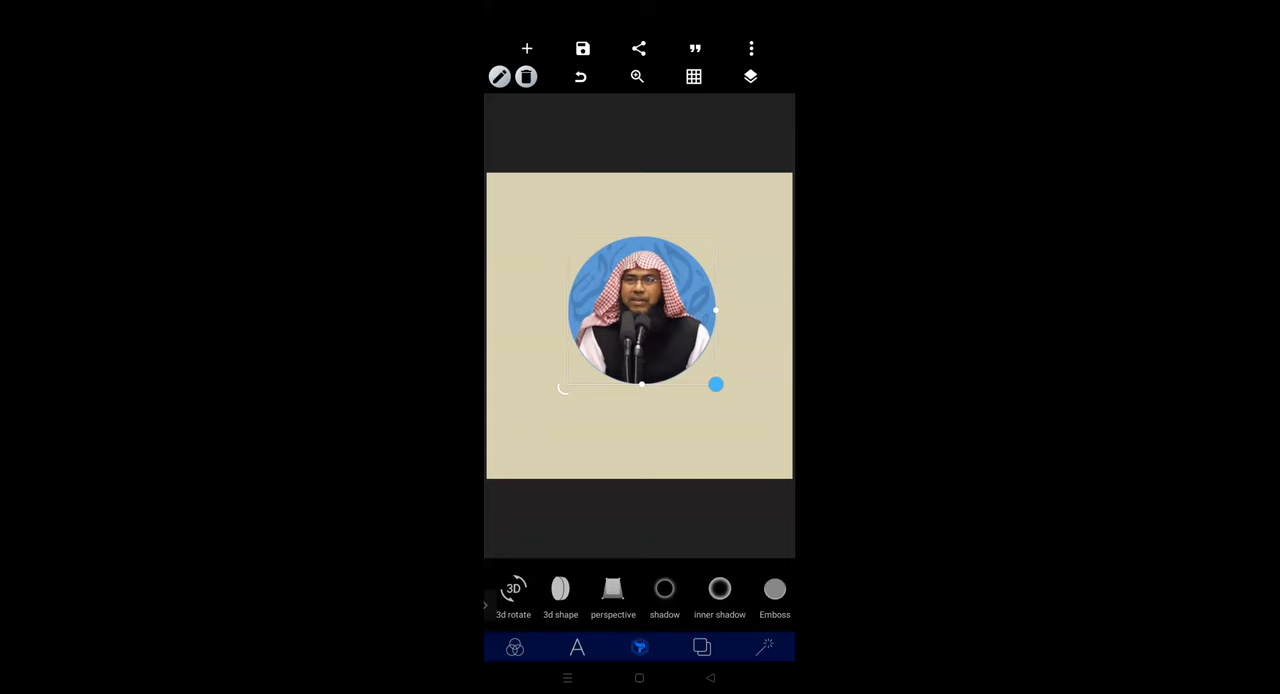 3D
3d rotate
3d shape
perspective
shadow
inner shadow
Emboss